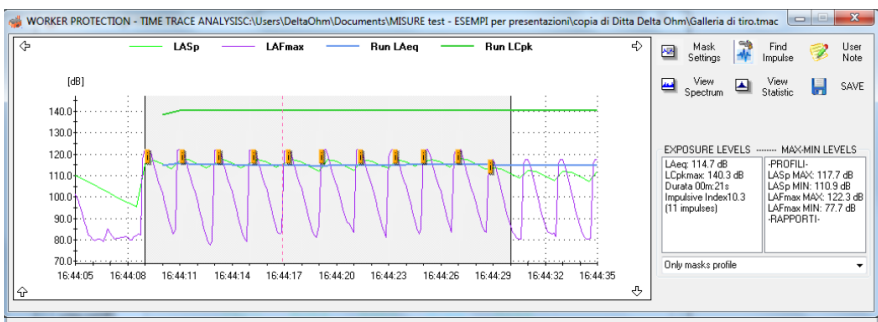 WORKER PROTECTION - TIME TRACE ANALYSISC:\Users\DeltaOhm\Documents\MISURE test - ESEMPI per presentazioni\copia di Ditta Delta Ohm\Galleria di tiro.tmac
LASp LAFmax Run LAeq Run LCpk
[dB]
140.0
130.0
120.0
110.0
100.0
90.0
80.0
70.0
16:44:05 16:44:08 16:44:11 16:44:14 16:44:17 16:44:20 16:44:23 16:44:26 16:44:29 16:44:32 16:44:35
Mask Settings
Find Impulse
User Note
View Spectrum
View Statistic
SAVE
EXPOSURE LEVELS ------- MAX-MIN LEVELS
LAeq: 114.7 dB
LCpkmax: 140.3 dB
Durata 00m:21s
Impulsive Index10.3
(11 impulses)
-PROFILI-
LASp MAX: 117.7 dB
LASp MIN: 110.9 dB
LAFmax MAX: 122.3 dB
LAFmax MIN: 77.7 dB
-RAPPORTI-
Only masks profile